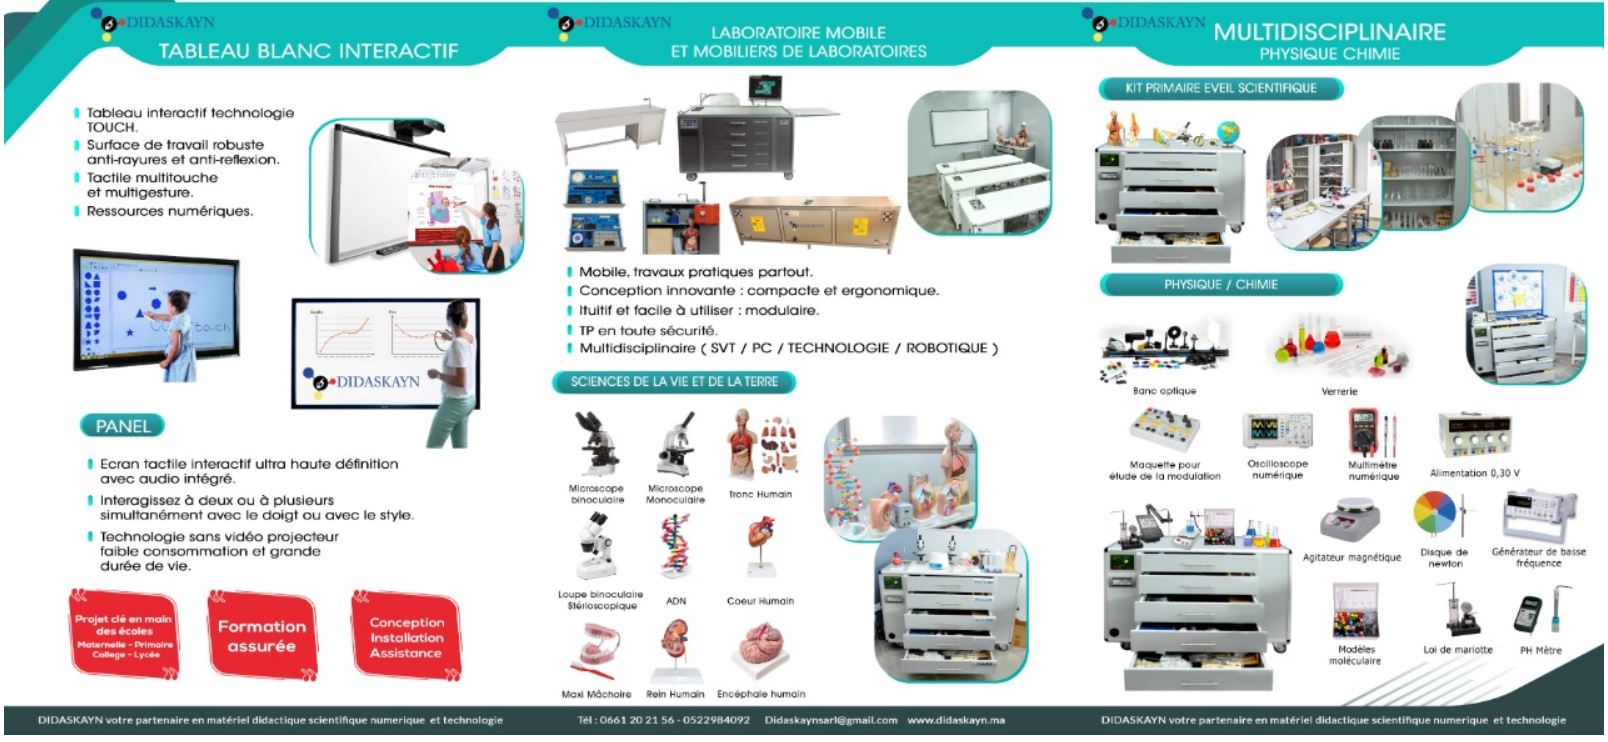 DIDASKAYN
TABLEAU BLANC INTERACTIF
Tableau interactif technologie
TOUCH.
Surface de travail robuste
anti-rayures et anti-reflexion.
Tactile multitouche
et multigesture.
Ressources numériques.
touch
DIDASKAYN
PANEL
Ecran tactile interactif ultra haute définition
avec audio intégré.
Interagissez à deux ou à plusieurs
simultanément avec le doigt ou avec le style.
Technologie sans vidéo projecteur
faible consommation et grande
durée de vie.
Projet clé en main
des écoles
Maternelle - Primaire
College - Lycée
Formation
assurée
Conception
Installation
Assistance
DIDASKAYN votre partenaire en matériel didactique scientifique numerique et technologie
DIDASKAYN
LABORATOIRE MOBILE
ET MOBILIERS DE LABORATOIRES
DIDASKAYN
Mobile, travaux pratiques partout.
Conception innovante : compacte et ergonomique.
Ituitif et facile à utiliser : modulaire.
TP en toute sécurité.
Multidisciplinaire ( SVT / PC / TECHNOLOGIE / ROBOTIQUE )
SCIENCES DE LA VIE ET DE LA TERRE
Microscope
binoculaire
Microscope
Monoculaire
Tronc Humain
Loupe binoculaire
Stérioscopique
ADN
Coeur Humain
Maxi Mâchoire
Rein Humain
Encéphale humain
Tél : 0661 20 21 56 - 0522984092 Didaskaynsarl@gmail.com www.didaskayn.ma
DIDASKAYN
MULTIDISCIPLINAIRE
PHYSIQUE CHIMIE
KIT PRIMAIRE EVEIL SCIENTIFIQUE
PHYSIQUE / CHIMIE
Banc optique
Verrerie
Maquette pour
étude de la modulation
Oscilloscope
numérique
Multimètre
numérique
Alimentation 0,30 V
Agitateur magnétique
Disque de
newton
Générateur de basse
fréquence
Modèles
moléculaire
Loi de mariotte
PH Mètre
DIDASKAYN votre partenaire en matériel didactique scientifique numerique et technologie